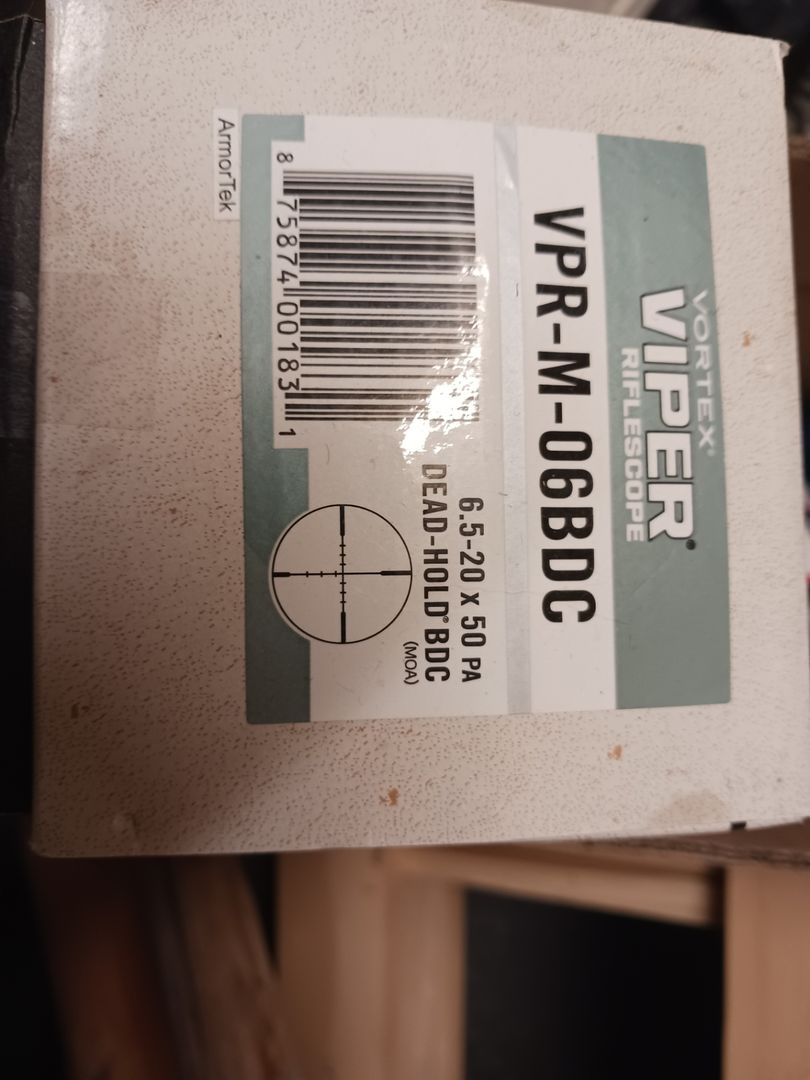 VORTEX®
VIPER®
RIFLESCOPE
VPR-M-06BDC
6.5-20 x 50 PA
DEAD-HOLD® BDC
(MOA)
8 75874 00183 1
ArmorTek